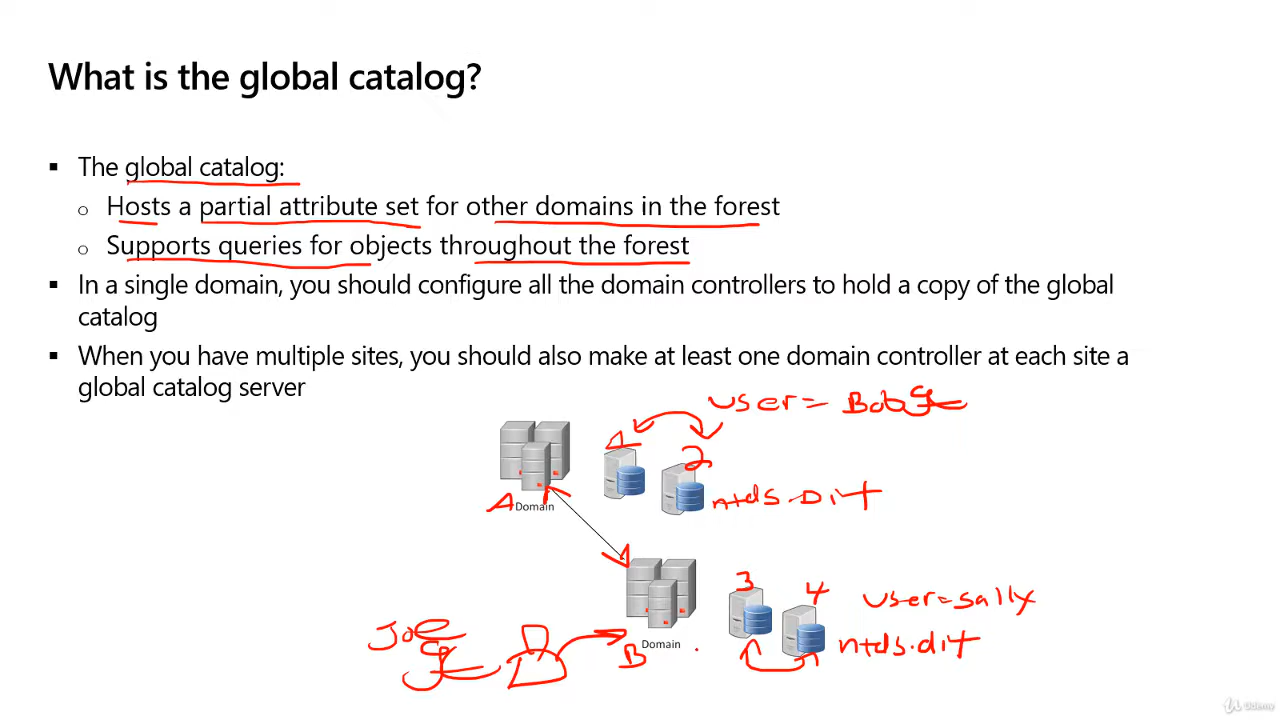 What is the global catalog?
▪ The global catalog:
o Hosts a partial attribute set for other domains in the forest
o Supports queries for objects throughout the forest
▪ In a single domain, you should configure all the domain controllers to hold a copy of the global
catalog
▪ When you have multiple sites, you should also make at least one domain controller at each site a
global catalog server
user=
1
2
A Domain
ntds.Dit
3
4
user=sally
Joe
Domain
B
ntds.dit
Udemy